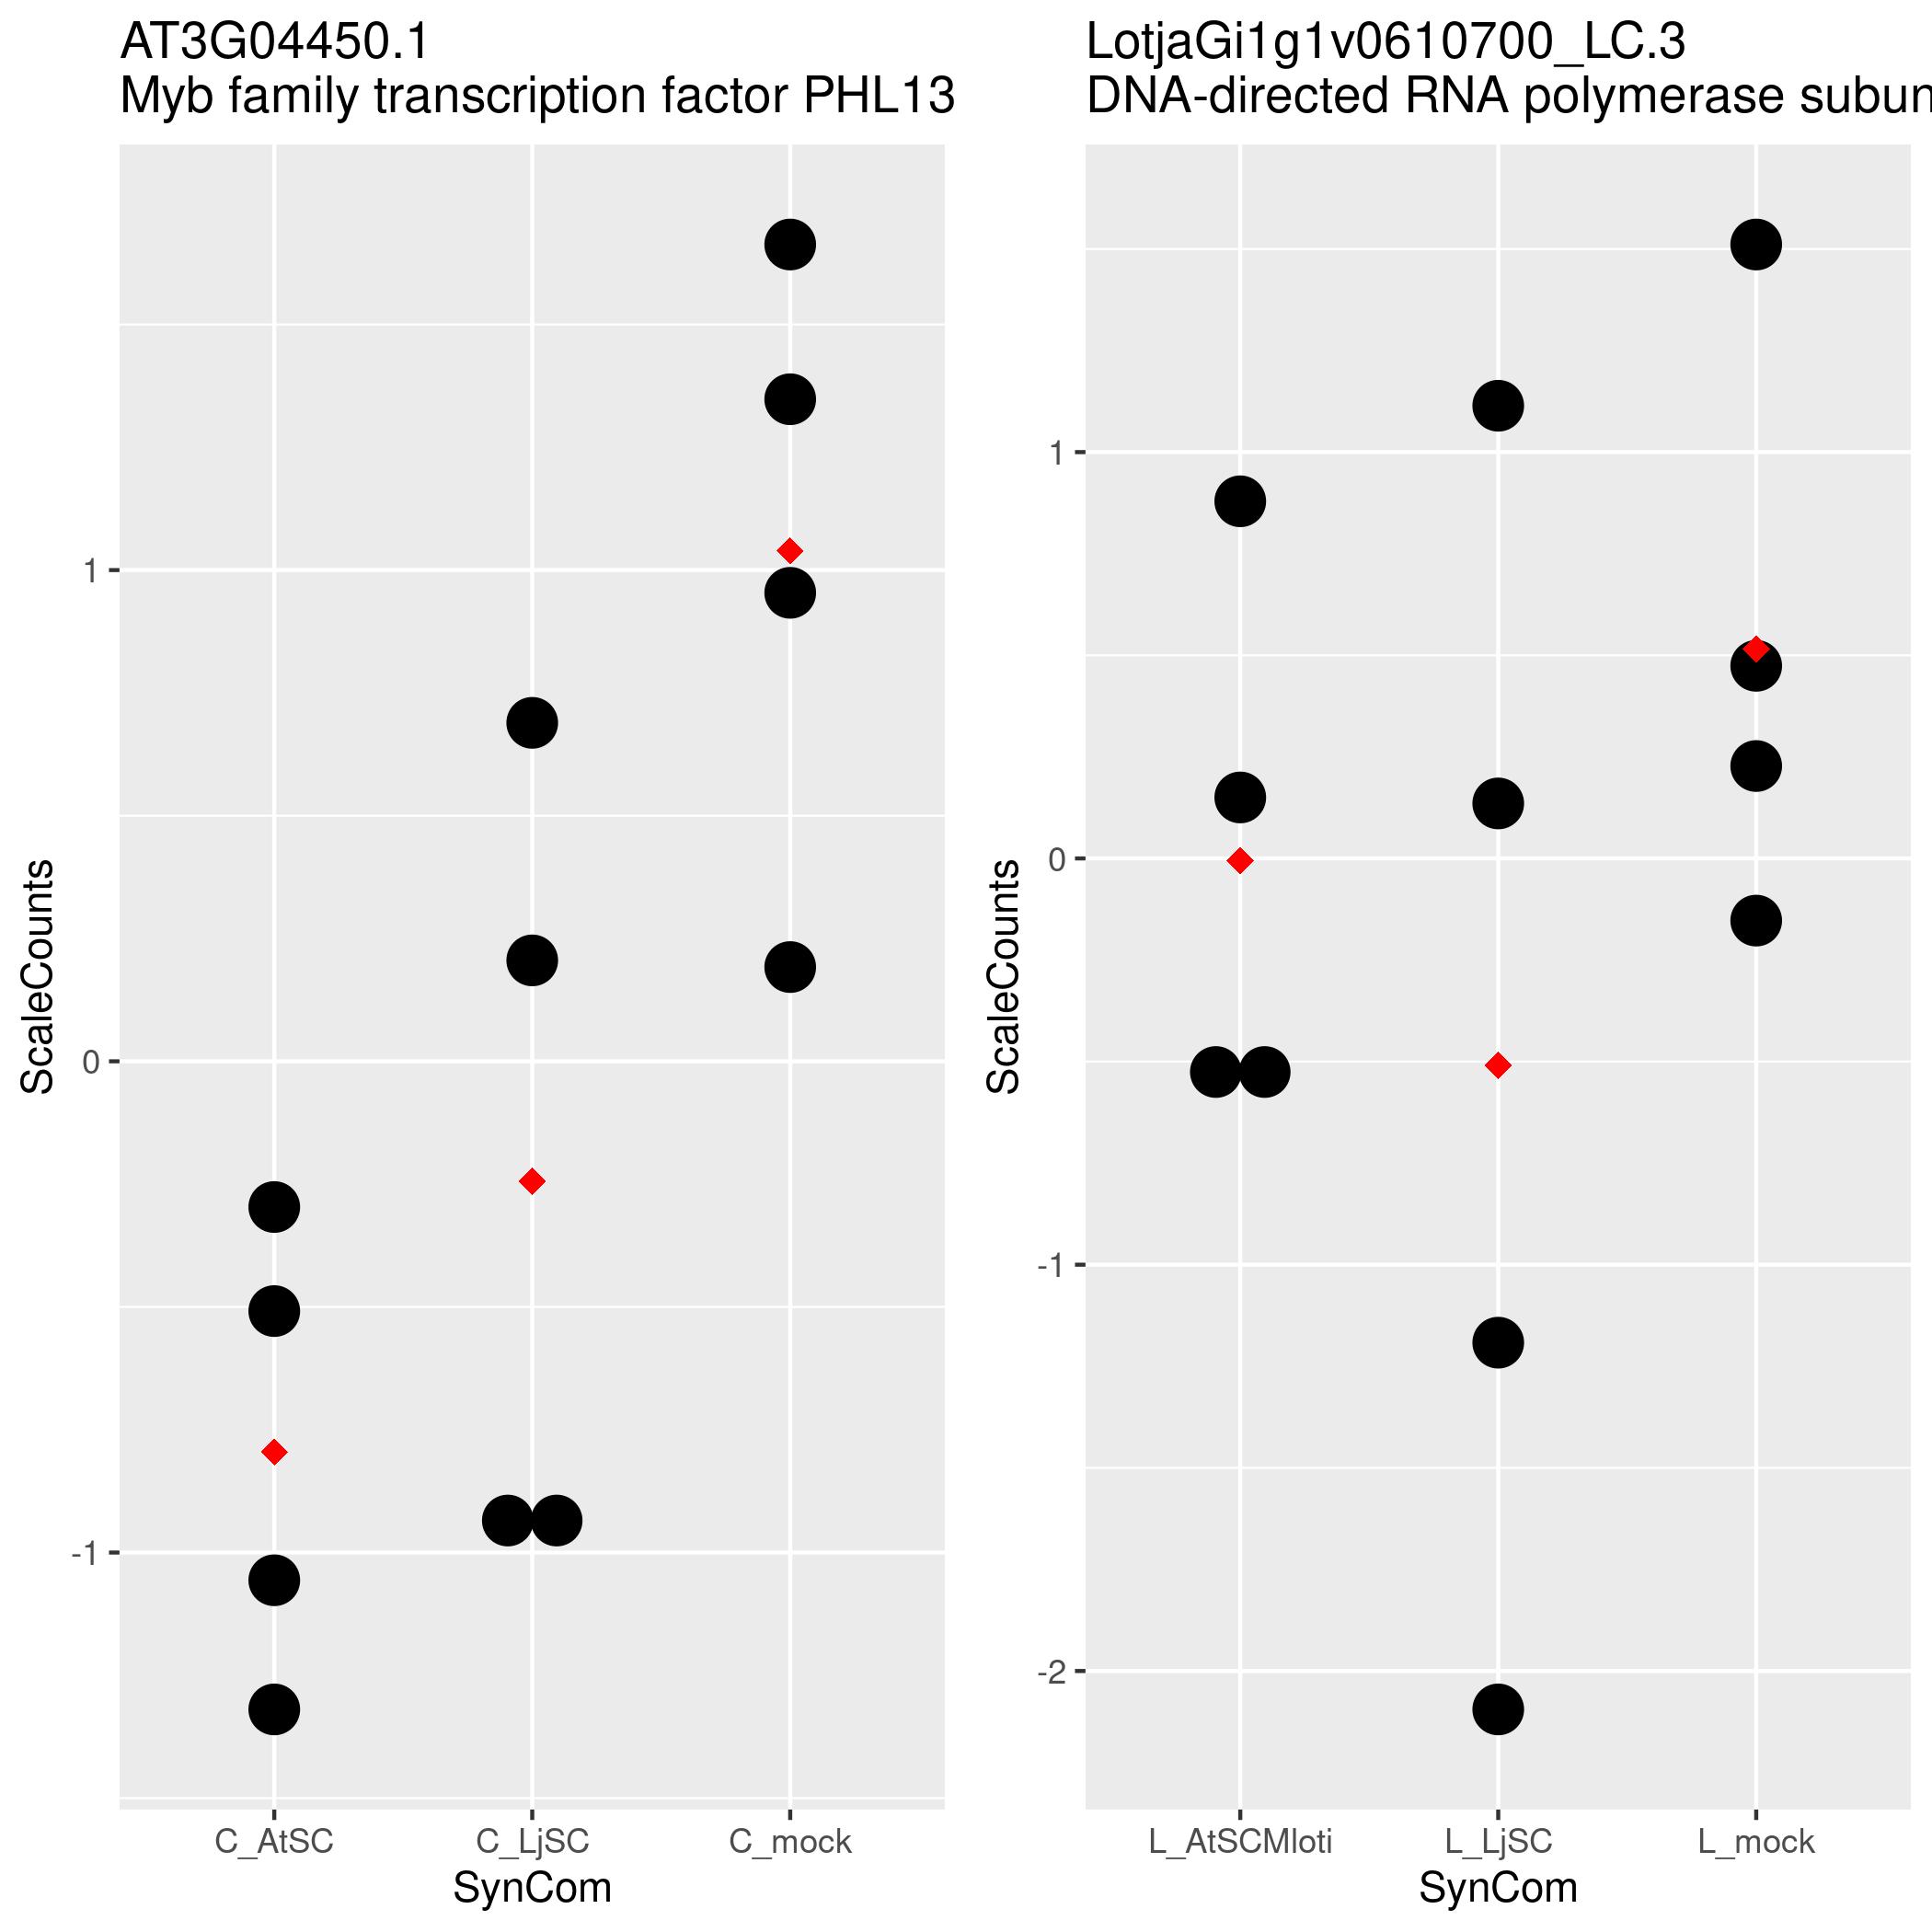 AT3G04450.1
Myb family transcription factor PHL13
ScaleCounts
1
0
-1
C_AtSC
C_LjSC
C_mock
SynCom
LotjaGi1g1v0610700_LC.3
DNA-directed RNA polymerase subun
ScaleCounts
1
0
-1
-2
L_AtSCMloti
L_LjSC
L_mock
SynCom